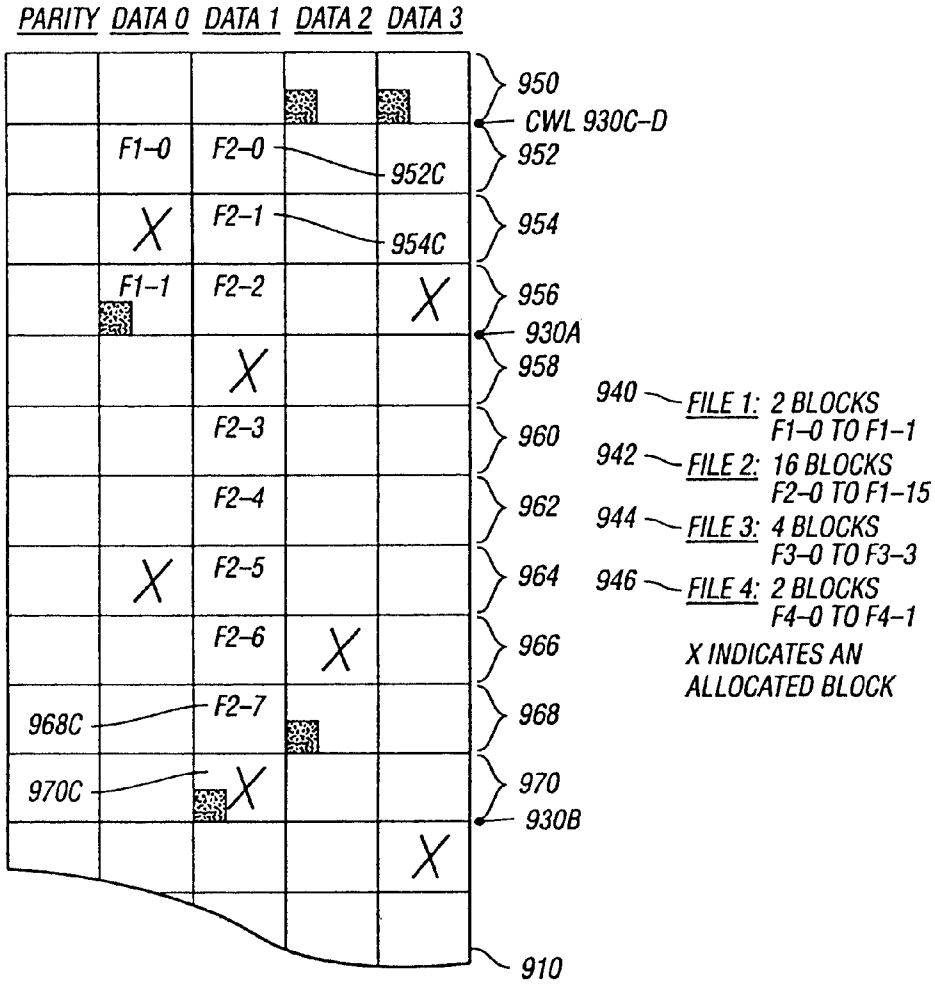 PARITY DATA 0 DATA 1 DATA 2 DATA 3
950
CWL 930C-D
F1-0 F2-0 952
952C
X F2-1 954
954C
F1-1 F2-2 X 956
930A
X 958
F2-3 960
F2-4 962
X F2-5 964
F2-6 X 966
968C F2-7 968
970C X 970
930B
X
910
940 FILE 1: 2 BLOCKS
F1-0 TO F1-1
942 FILE 2: 16 BLOCKS
F2-0 TO F1-15
944 FILE 3: 4 BLOCKS
F3-0 TO F3-3
946 FILE 4: 2 BLOCKS
F4-0 TO F4-1
X INDICATES AN
ALLOCATED BLOCK